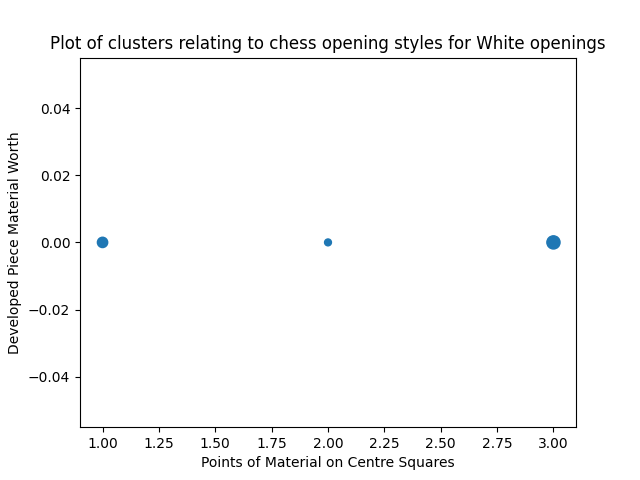 Plot of clusters relating to chess opening styles for White openings
0.04
0.02
0.00
−0.02
−0.04
Developed Piece Material Worth
1.00 1.25 1.50 1.75 2.00 2.25 2.50 2.75 3.00
Points of Material on Centre Squares